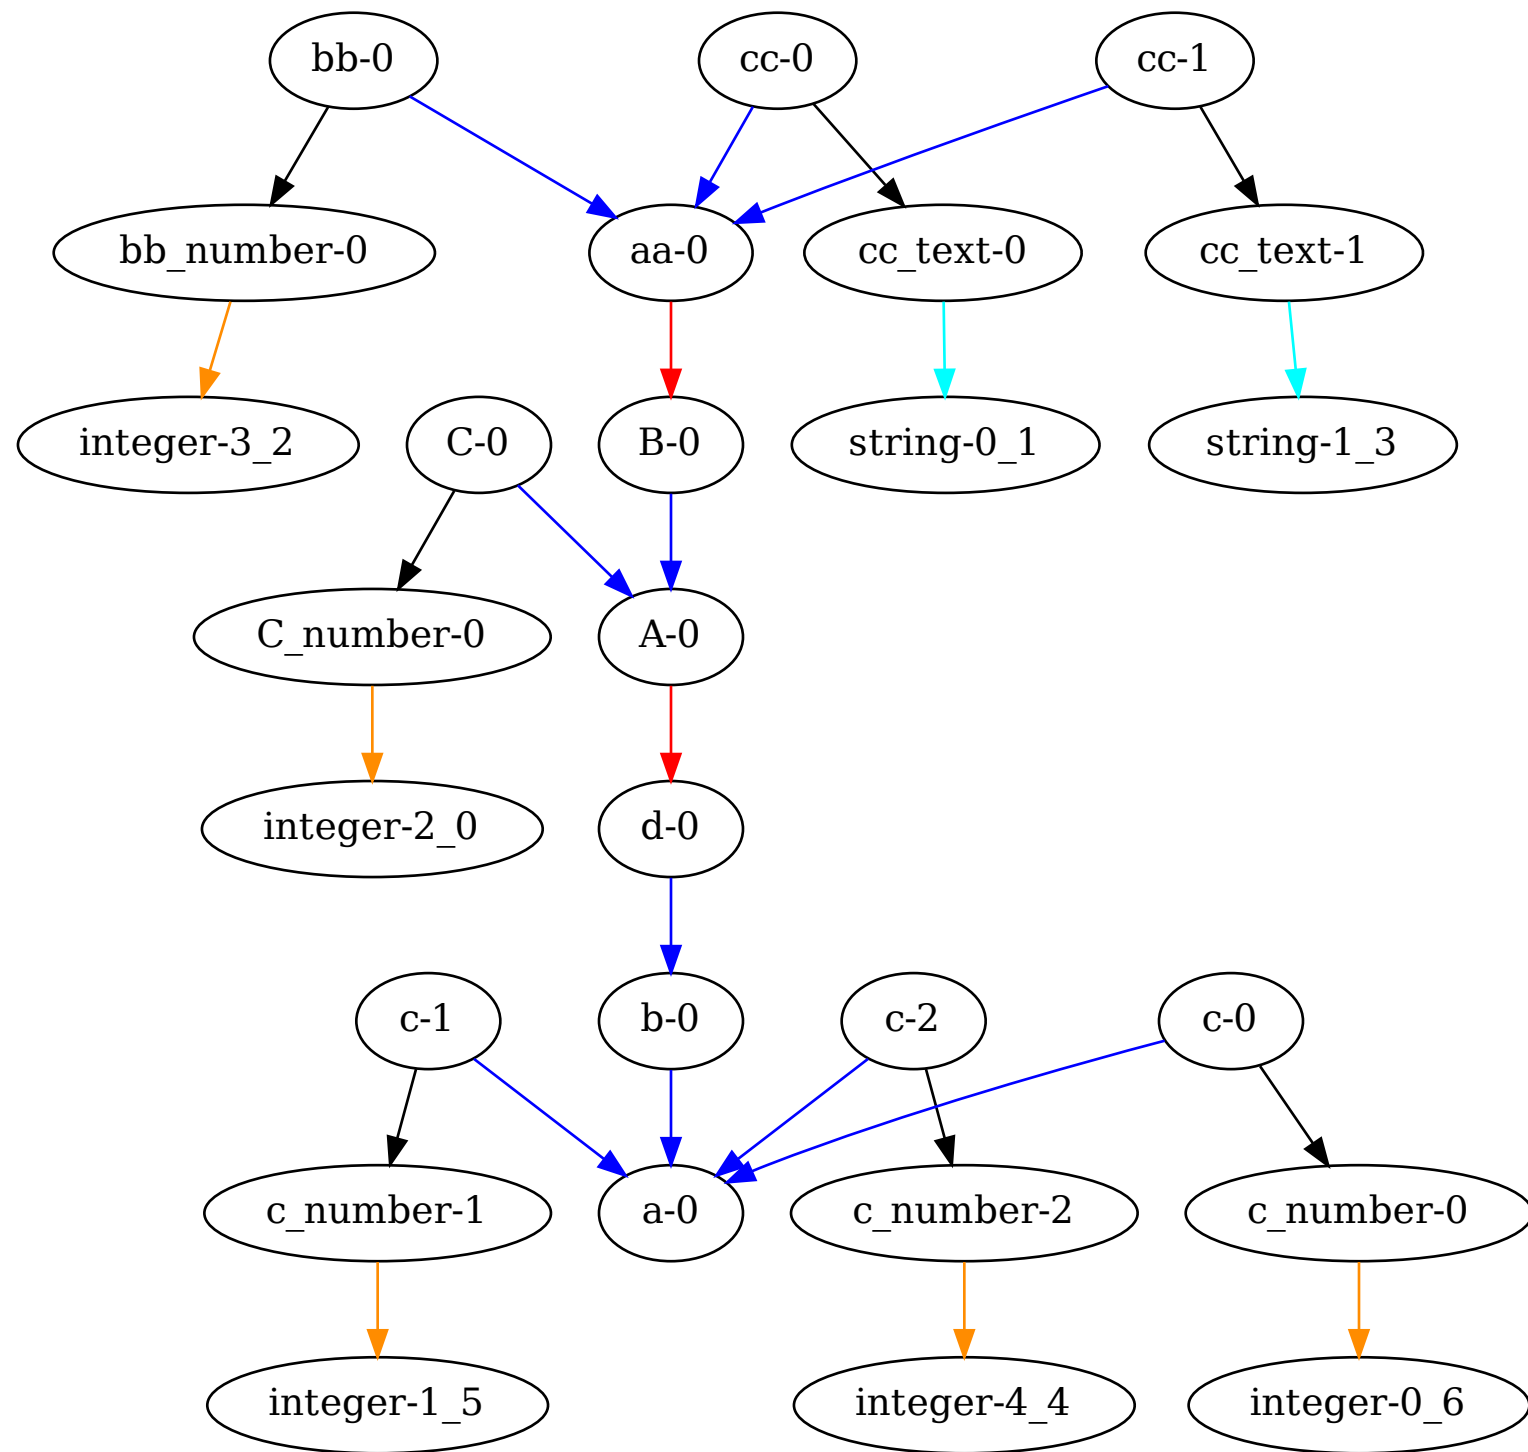 bb-0
cc-0
cc-1
bb_number-0
aa-0
cc_text-0
cc_text-1
integer-3_2
C-0
B-0
string-0_1
string-1_3
C_number-0
A-0
integer-2_0
d-0
c-1
b-0
c-2
c-0
c_number-1
a-0
c_number-2
c_number-0
integer-1_5
integer-4_4
integer-0_6